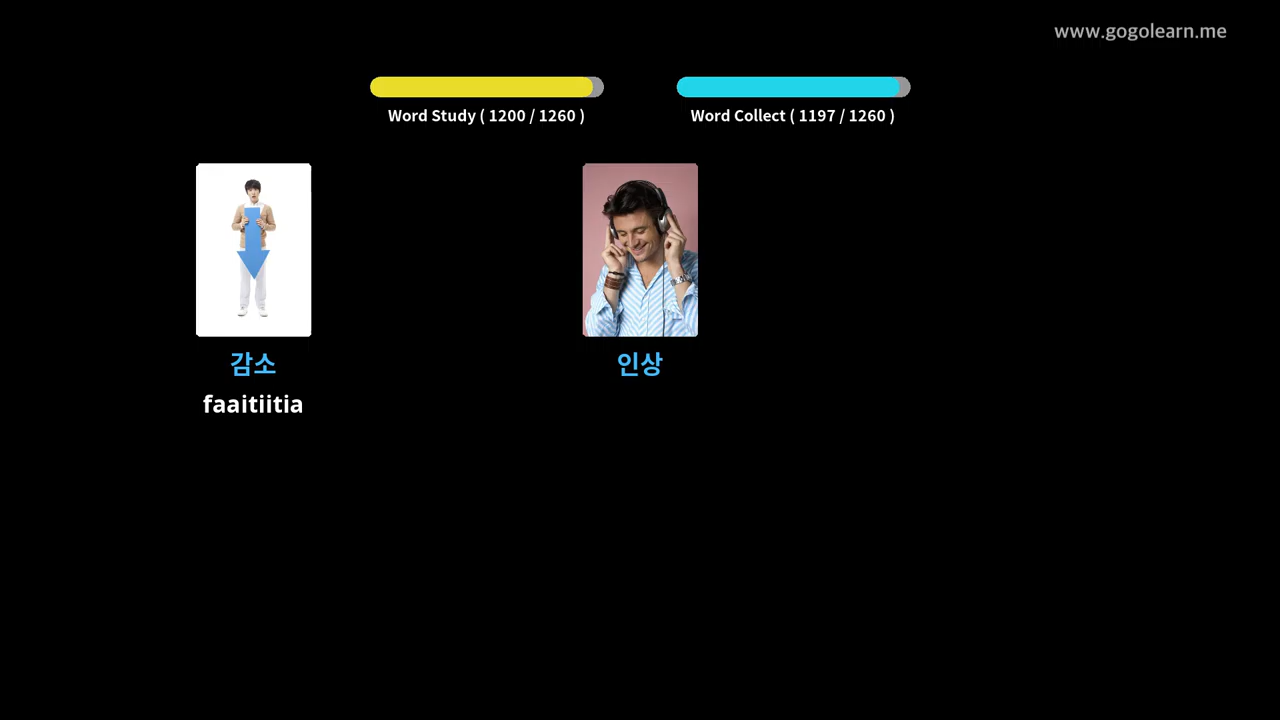 www.gogolearn.me
Word Study ( 1200 / 1260 )
Word Collect ( 1197 / 1260 )
감소
faaitiitia
인상